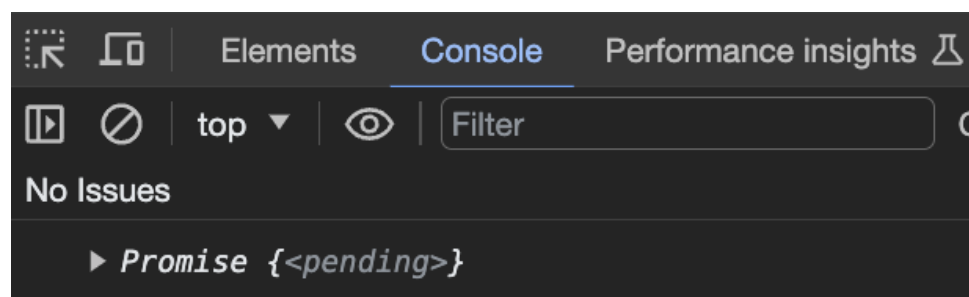 Elements Console Performance insights
top Filter
No Issues
Promise {<pending>}